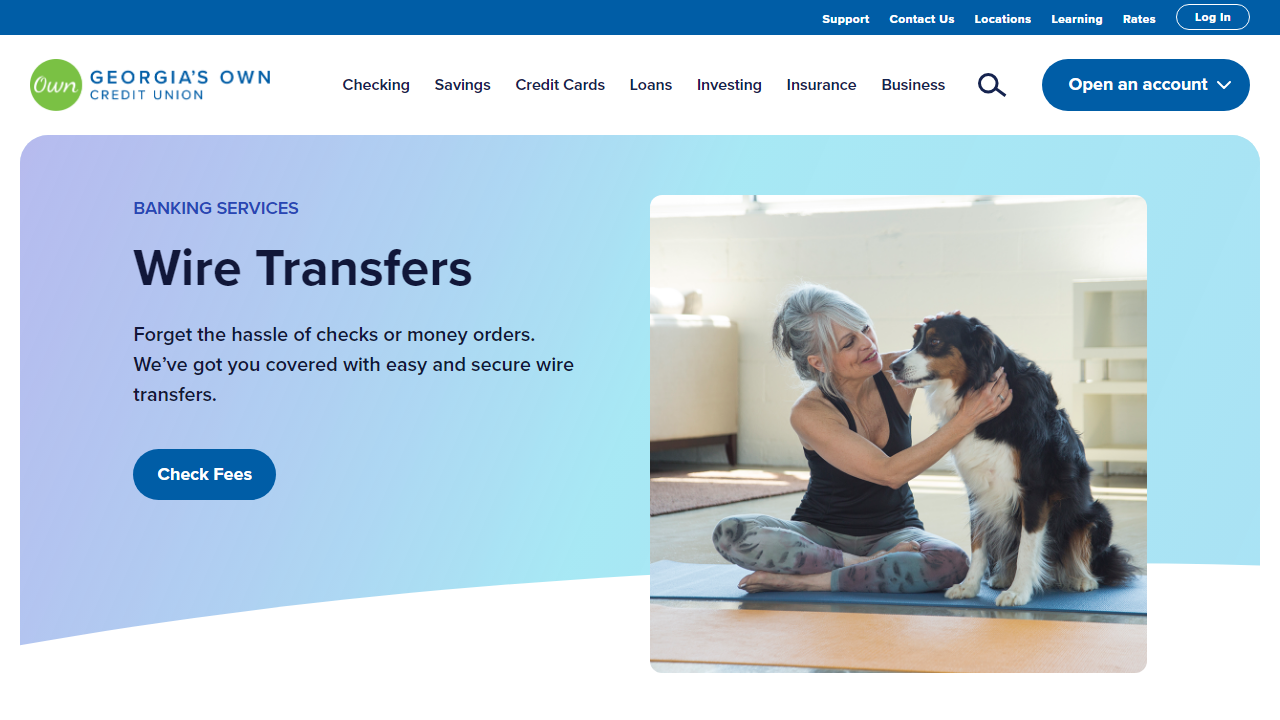 Support Contact Us Locations Learning Rates Log In
Own GEORGIA'S OWN
CREDIT UNION
Checking Savings Credit Cards Loans Investing Insurance Business Open an account
BANKING SERVICES
Wire Transfers
Forget the hassle of checks or money orders.
We’ve got you covered with easy and secure wire
transfers.
Check Fees